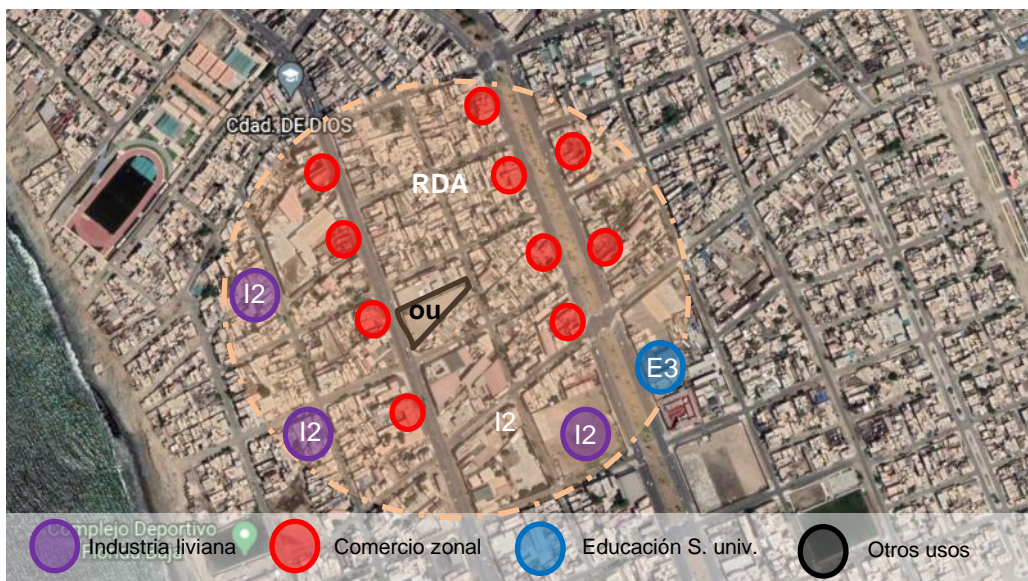 Cdad. DE DIOS
RDA
I2
ou
E3
I2
I2
I2
Complejo Deportivo
Industria liviana
Comercio zonal
Educación S. univ.
Otros usos